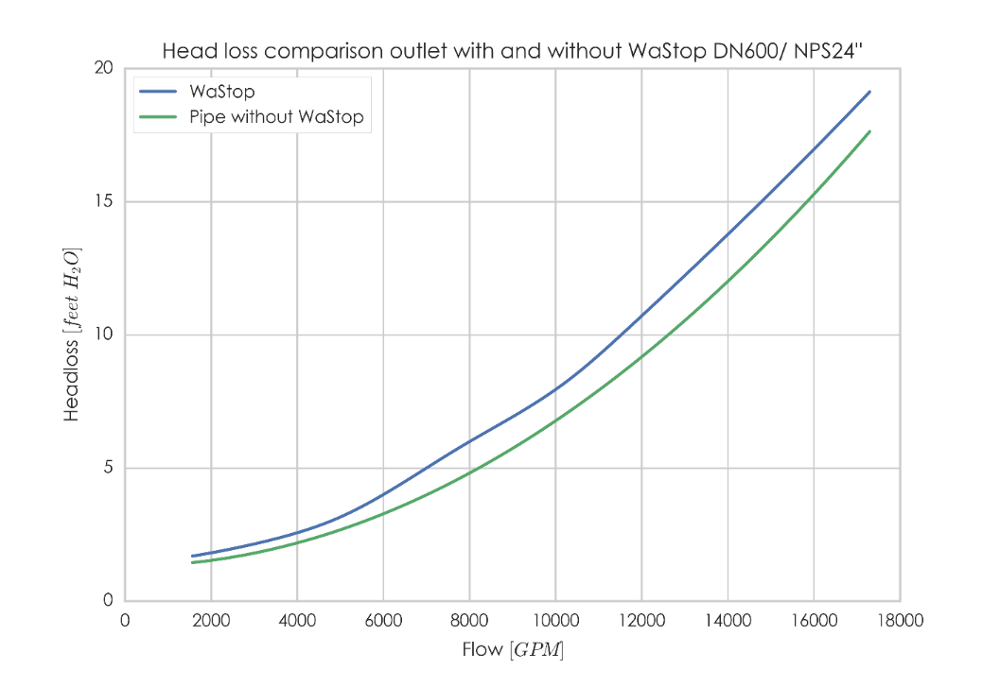 Head loss comparison outlet with and without WaStop DN600/ NPS24"
WaStop
Pipe without WaStop
20
15
10
5
0
Headloss [feet H₂O]
0 2000 4000 6000 8000 10000 12000 14000 16000 18000
Flow [GPM]